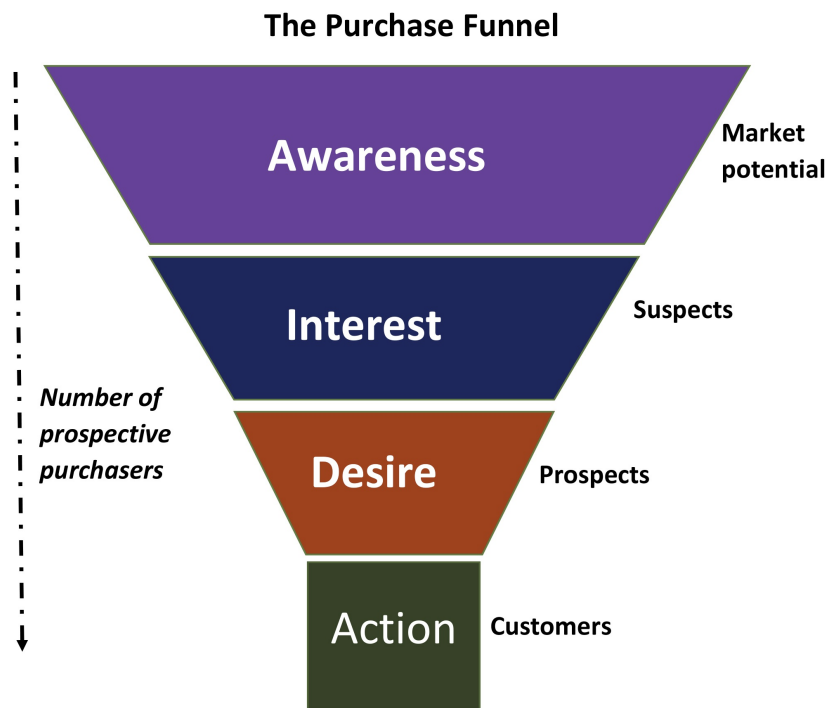 The Purchase Funnel
Awareness
Market
potential
Interest
Suspects
Number of
prospective
purchasers
Desire
Prospects
Action
Customers